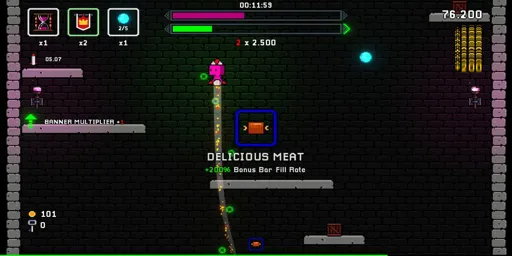 00:11:59
76.200
2/5
x1
x2
x1
2 x 2.500
05.07
BANNER MULTIPLIER +1
DELICIOUS MEAT
+200% Bonus Bar Fill Rate
101
0